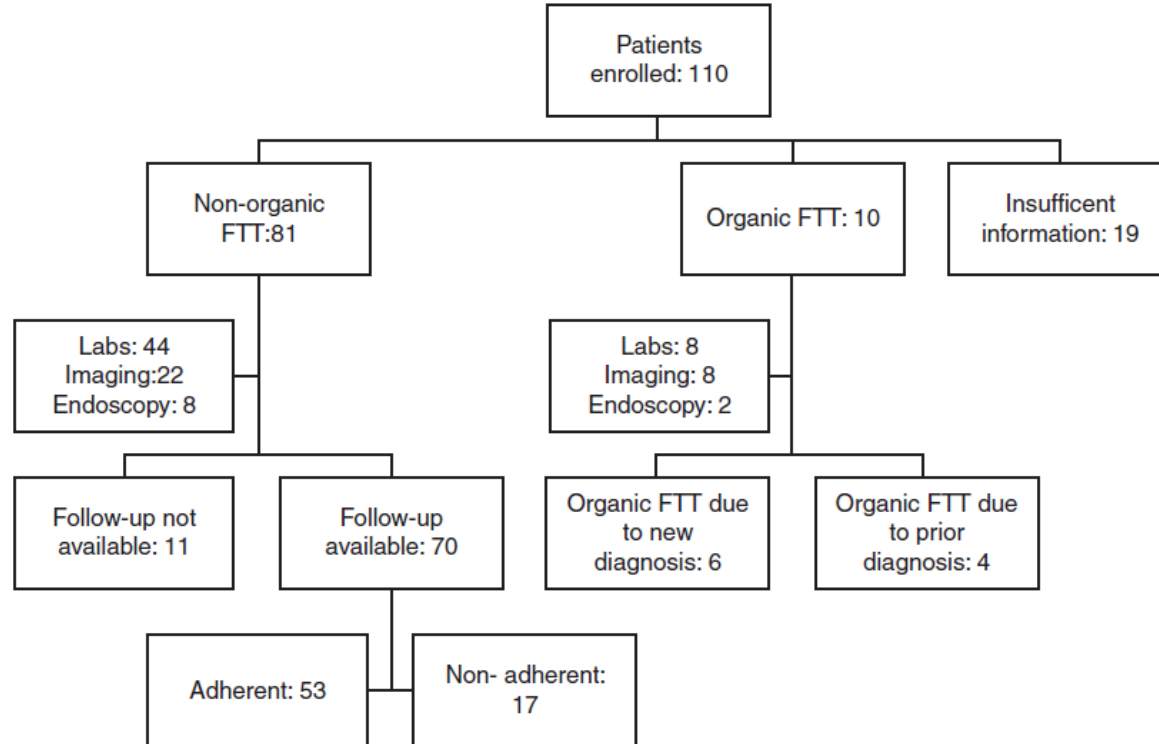 Patients
enrolled: 110
Non-organic
FTT:81
Organic FTT: 10
Insufficent
information: 19
Labs: 44
Imaging:22
Endoscopy: 8
Labs: 8
Imaging: 8
Endoscopy: 2
Follow-up not
available: 11
Follow-up
available: 70
Organic FTT due
to new
diagnosis: 6
Organic FTT due
to prior
diagnosis: 4
Adherent: 53
Non- adherent:
17